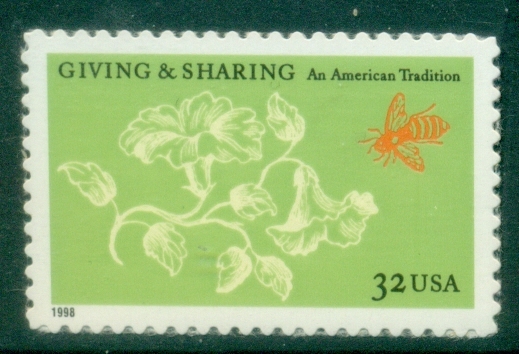 GIVING & SHARING An American Tradition
32USA
1998